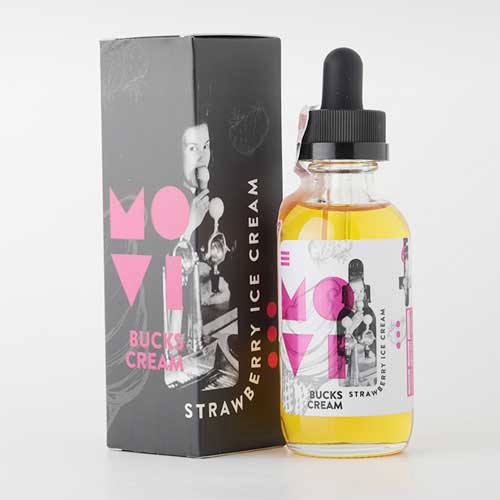 MO
VI
BUCKS
CREAM
STRAWBERRY ICE CREAM
MO
VI
BUCKS
CREAM
STRAWBERRY ICE CREAM